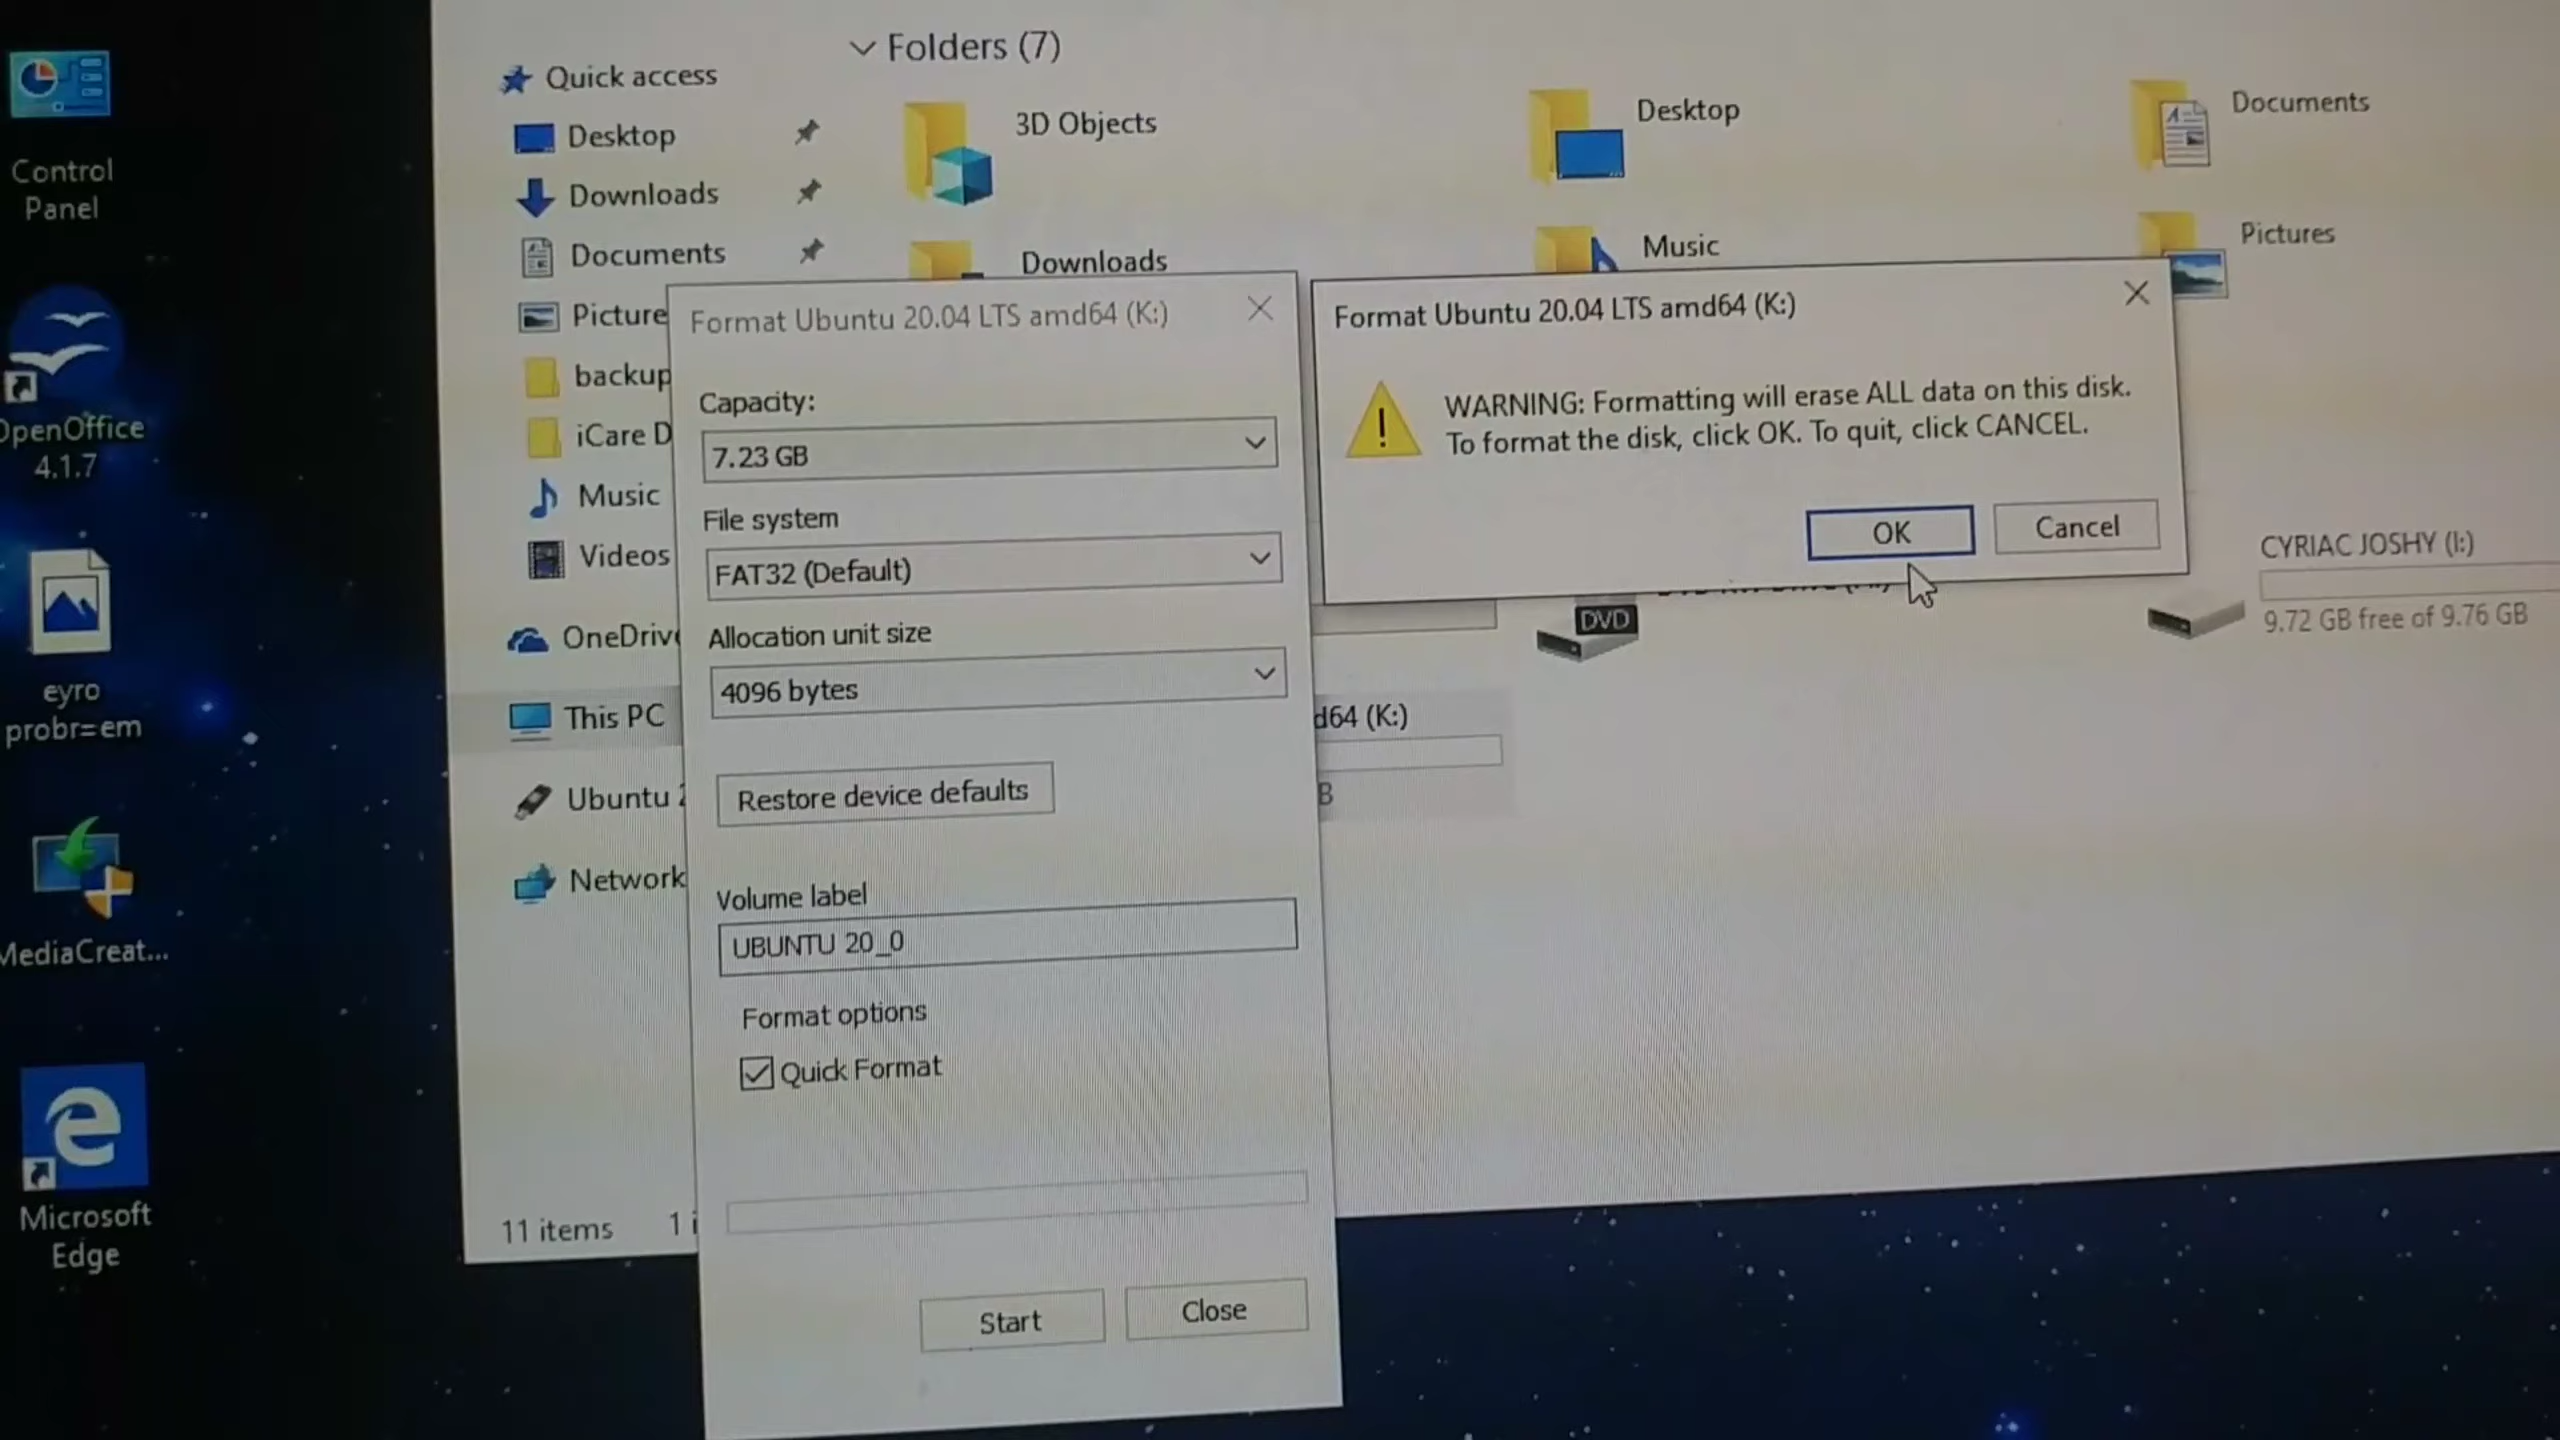 Control
Panel
OpenOffice
4.1.7
eyro
probr=em
MediaCreat...
Microsoft
Edge
Quick access
Desktop
Downloads
Documents
Picture
backup
iCare D
Music
Videos
OneDrive
This PC
Ubuntu 2
Network
11 items 1 i
Folders (7)
3D Objects
Desktop
Documents
Downloads
Music
Pictures
Format Ubuntu 20.04 LTS amd64 (K:)
Capacity:
7.23 GB
File system
FAT32 (Default)
Allocation unit size
4096 bytes
Restore device defaults
Volume label
UBUNTU 20_0
Format options
Quick Format
Start
Close
Format Ubuntu 20.04 LTS amd64 (K:)
WARNING: Formatting will erase ALL data on this disk.
To format the disk, click OK. To quit, click CANCEL.
OK
Cancel
DVD
CYRIAC JOSHY (I:)
9.72 GB free of 9.76 GB
d64 (K:)
B